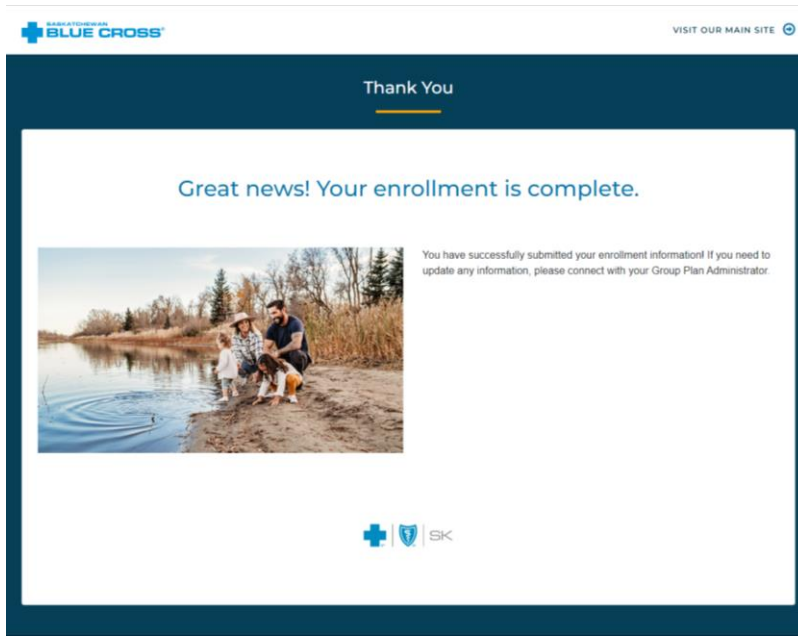 SASKATCHEWAN
BLUE CROSS®
VISIT OUR MAIN SITE
Thank You
Great news! Your enrollment is complete.
You have successfully submitted your enrollment information! If you need to
update any information, please connect with your Group Plan Administrator.
SK